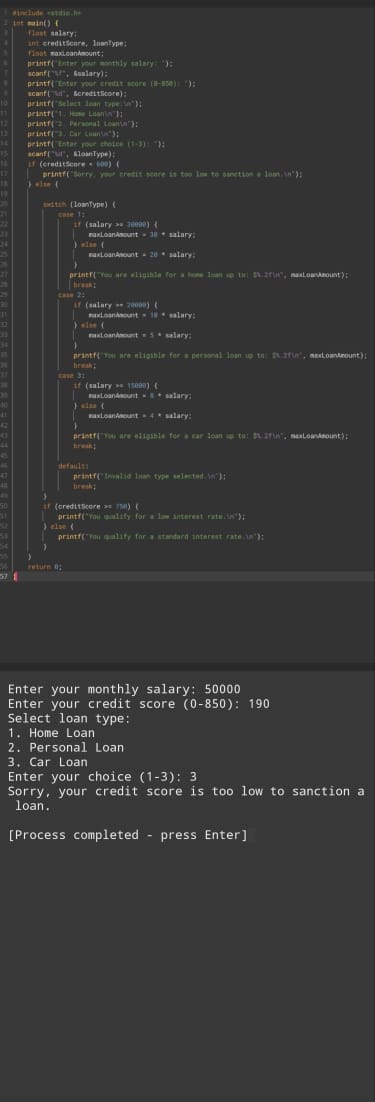 1 #include <stdio.h>
2 int main() {
3 float salary;
4 int creditScore, loanType;
5 float maxLoanAmount;
6 printf("Enter your monthly salary: ");
7 scanf("%f", &salary);
8 printf("Enter your credit score (0-850): ");
9 scanf("%d", &creditScore);
10 printf("Select loan type:\n");
11 printf("1. Home Loan\n");
12 printf("2. Personal Loan\n");
13 printf("3. Car Loan\n");
14 printf("Enter your choice (1-3): ");
15 scanf("%d", &loanType);
16 if (creditScore < 600) {
17 printf("Sorry, your credit score is too low to sanction a loan.\n");
18 } else {
19
20 switch (loanType) {
21 case 1:
22 if (salary >= 30000) {
23 maxLoanAmount = 30 * salary;
24 } else {
25 maxLoanAmount = 20 * salary;
26 }
27 printf("You are eligible for a home loan up to: $%.2f\n", maxLoanAmount);
28 break;
29 case 2:
30 if (salary >= 20000) {
31 maxLoanAmount = 10 * salary;
32 } else {
33 maxLoanAmount = 5 * salary;
34 }
35 printf("You are eligible for a personal loan up to: $%.2f\n", maxLoanAmount);
36 break;
37 case 3:
38 if (salary >= 15000) {
39 maxLoanAmount = 8 * salary;
40 } else {
41 maxLoanAmount = 4 * salary;
42 }
43 printf("You are eligible for a car loan up to: $%.2f\n", maxLoanAmount);
44 break;
45
46 default:
47 printf("Invalid loan type selected.\n");
48 break;
49 }
50 if (creditScore >= 750) {
51 printf("You qualify for a low interest rate.\n");
52 } else {
53 printf("You qualify for a standard interest rate.\n");
54 }
55 }
56 return 0;
57 }
Enter your monthly salary: 50000
Enter your credit score (0-850): 190
Select loan type:
1. Home Loan
2. Personal Loan
3. Car Loan
Enter your choice (1-3): 3
Sorry, your credit score is too low to sanction a
loan.
[Process completed - press Enter]